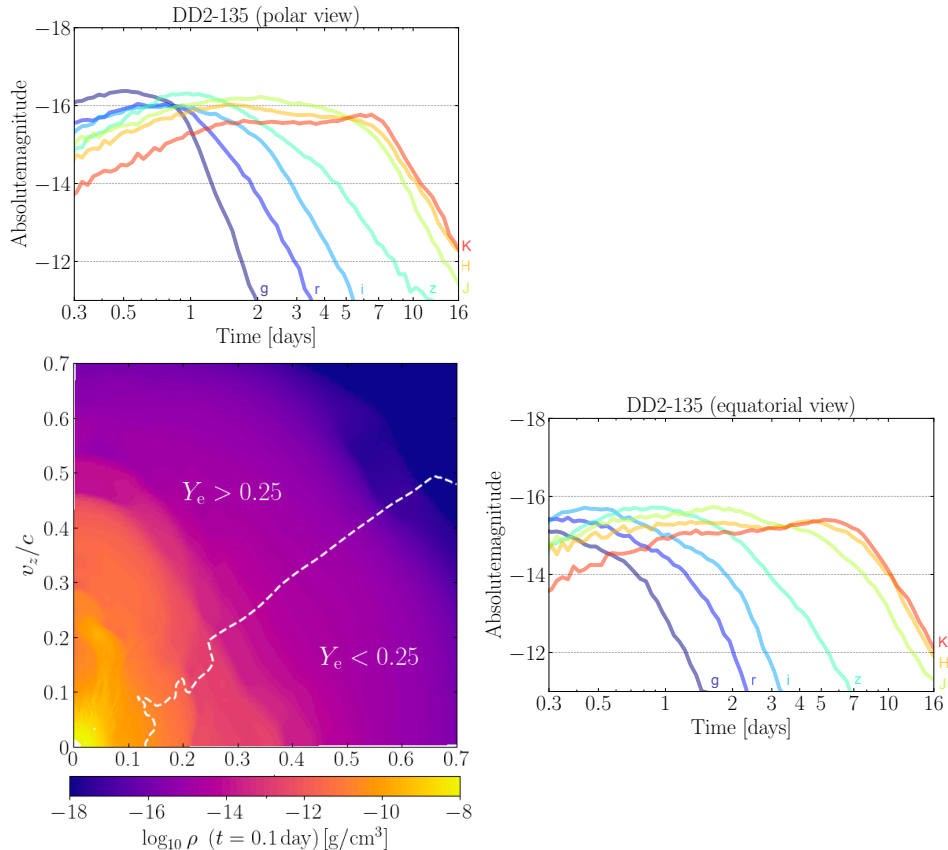 DD2-135 (polar view)
−18
−16
−14
−12
Absolutemagnitude
g
r
i
z
K
H
J
0.3
0.5
1
2
3
4
5
7
10
16
Time [days]
0.7
0.6
0.5
0.4
0.3
0.2
0.1
0
v_z/c
Y_e > 0.25
Y_e < 0.25
0
0.1
0.2
0.3
0.4
0.5
0.6
0.7
−18
−16
−14
−12
−10
−8
log₁₀ ρ (t = 0.1 day) [g/cm³]
DD2-135 (equatorial view)
−18
−16
−14
−12
Absolutemagnitude
g
r
i
z
K
H
J
0.3
0.5
1
2
3
4
5
7
10
16
Time [days]